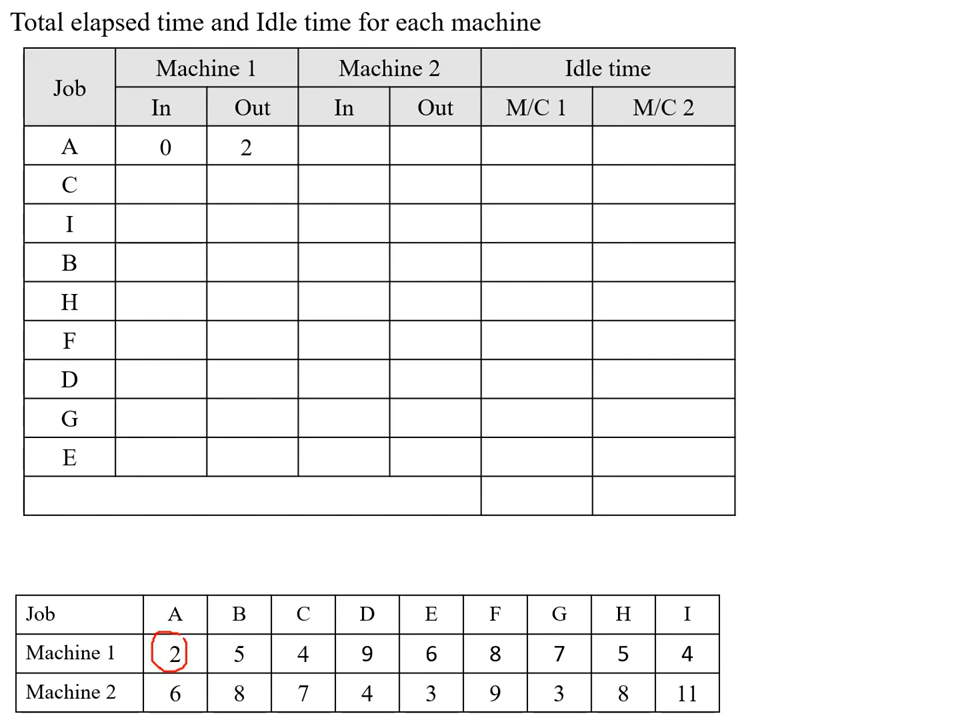 Total elapsed time and Idle time for each machine
Job Machine 1 Machine 2 Idle time
In Out In Out M/C 1 M/C 2
A 0 2
C
I
B
H
F
D
G
E
Job A B C D E F G H I
Machine 1 2 5 4 9 6 8 7 5 4
Machine 2 6 8 7 4 3 9 3 8 11